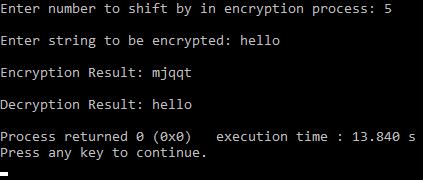 Enter number to shift by in encryption process: 5
Enter string to be encrypted: hello
Encryption Result: mjqqt
Decryption Result: hello
Process returned 0 (0x0)   execution time : 13.840 s
Press any key to continue.